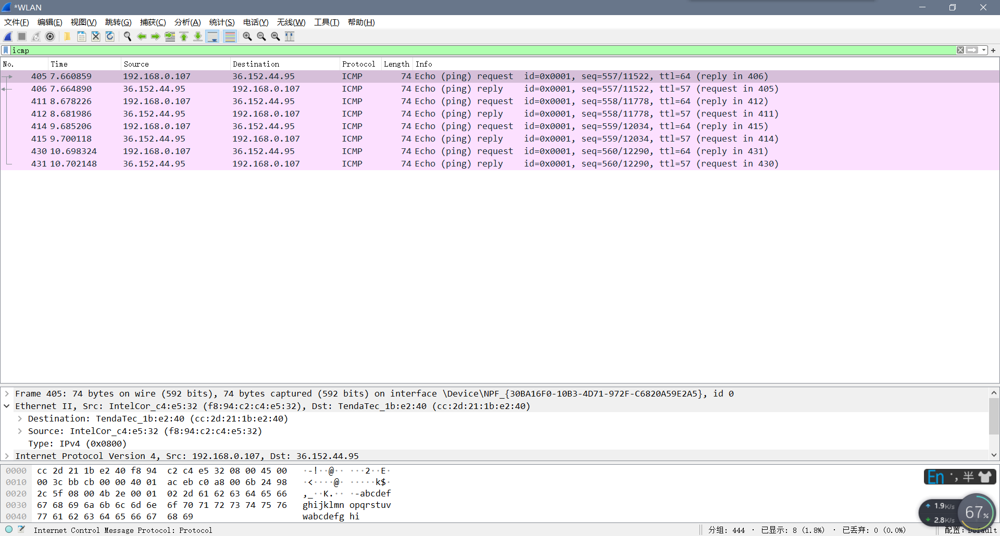 *WLAN
文件(F) 编辑(E) 视图(V) 跳转(G) 捕获(C) 分析(A) 统计(S) 电话(Y) 无线(W) 工具(T) 帮助(H)
icmp
No. Time Source Destination Protocol Length Info
405 7.660859 192.168.0.107 36.152.44.95 ICMP 74 Echo (ping) request id=0x0001, seq=557/11522, ttl=64 (reply in 406)
406 7.664890 36.152.44.95 192.168.0.107 ICMP 74 Echo (ping) reply id=0x0001, seq=557/11522, ttl=57 (request in 405)
411 8.678226 192.168.0.107 36.152.44.95 ICMP 74 Echo (ping) request id=0x0001, seq=558/11778, ttl=64 (reply in 412)
412 8.681986 36.152.44.95 192.168.0.107 ICMP 74 Echo (ping) reply id=0x0001, seq=558/11778, ttl=57 (request in 411)
414 9.685206 192.168.0.107 36.152.44.95 ICMP 74 Echo (ping) request id=0x0001, seq=559/12034, ttl=64 (reply in 415)
415 9.700118 36.152.44.95 192.168.0.107 ICMP 74 Echo (ping) reply id=0x0001, seq=559/12034, ttl=57 (request in 414)
430 10.698324 192.168.0.107 36.152.44.95 ICMP 74 Echo (ping) request id=0x0001, seq=560/12290, ttl=64 (reply in 431)
431 10.702148 36.152.44.95 192.168.0.107 ICMP 74 Echo (ping) reply id=0x0001, seq=560/12290, ttl=57 (request in 430)
Frame 405: 74 bytes on wire (592 bits), 74 bytes captured (592 bits) on interface \Device\NPF_{30BA16F0-10B3-4D71-972F-C6820A59E2A5}, id 0
Ethernet II, Src: IntelCor_c4:e5:32 (f8:94:c2:c4:e5:32), Dst: TendaTec_1b:e2:40 (cc:2d:21:1b:e2:40)
Destination: TendaTec_1b:e2:40 (cc:2d:21:1b:e2:40)
Source: IntelCor_c4:e5:32 (f8:94:c2:c4:e5:32)
Type: IPv4 (0x0800)
Internet Protocol Version 4, Src: 192.168.0.107, Dst: 36.152.44.95
0000 cc 2d 21 1b e2 40 f8 94 c2 c4 e5 32 08 00 45 00 ·-!··@·· ···2··E·
0010 00 3c bb cb 00 00 40 01 ac eb c0 a8 00 6b 24 98 ·<····@· ·····k$·
0020 2c 5f 08 00 4b 2e 00 01 02 2d 61 62 63 64 65 66 ,_··K.·· ·-abcdef
0030 67 68 69 6a 6b 6c 6d 6e 6f 70 71 72 73 74 75 76 ghijklmn opqrstuv
0040 77 61 62 63 64 65 66 67 68 69 wabcdefg hi
En ·, 半
1.9K/s
67%
2.8K/s
Internet Control Message Protocol: Protocol 分组: 444 · 已显示: 8 (1.8%) · 已丢弃: 0 (0.0%) 配置: Default